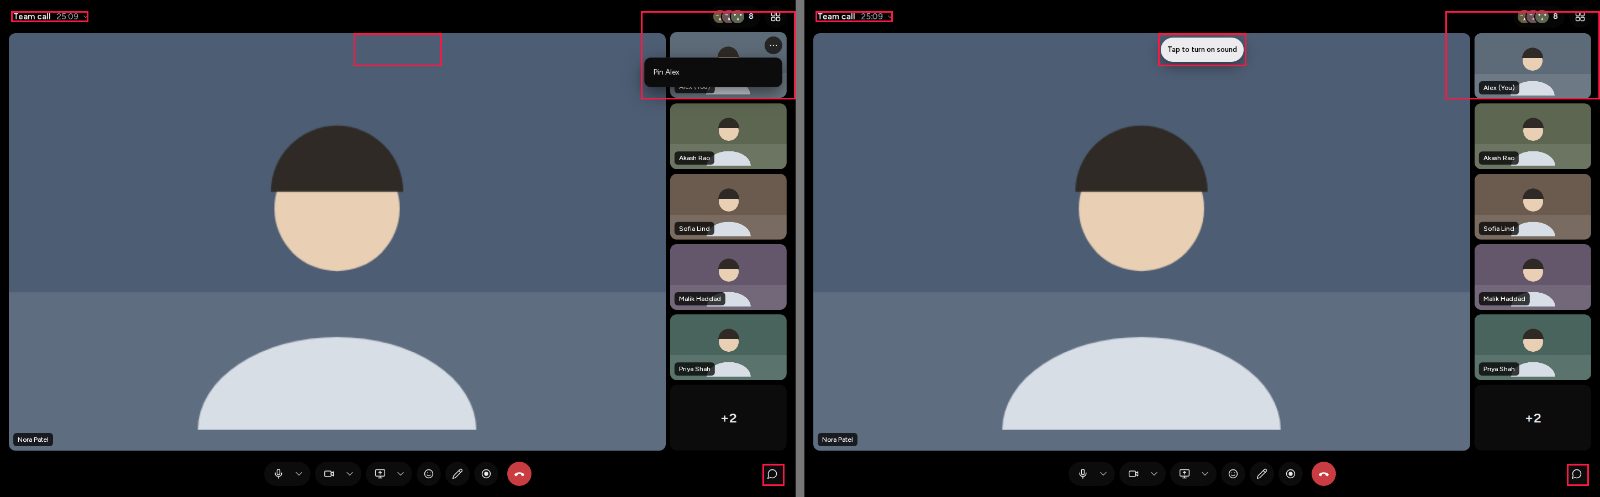 Team call 25:09
8
Pin Alex
Alex (You)
Akash Rao
Sofia Lind
Malik Haddad
Priya Shah
+2
Nora Patel
Team call 25:09
8
Tap to turn on sound
Alex (You)
Akash Rao
Sofia Lind
Malik Haddad
Priya Shah
+2
Nora Patel